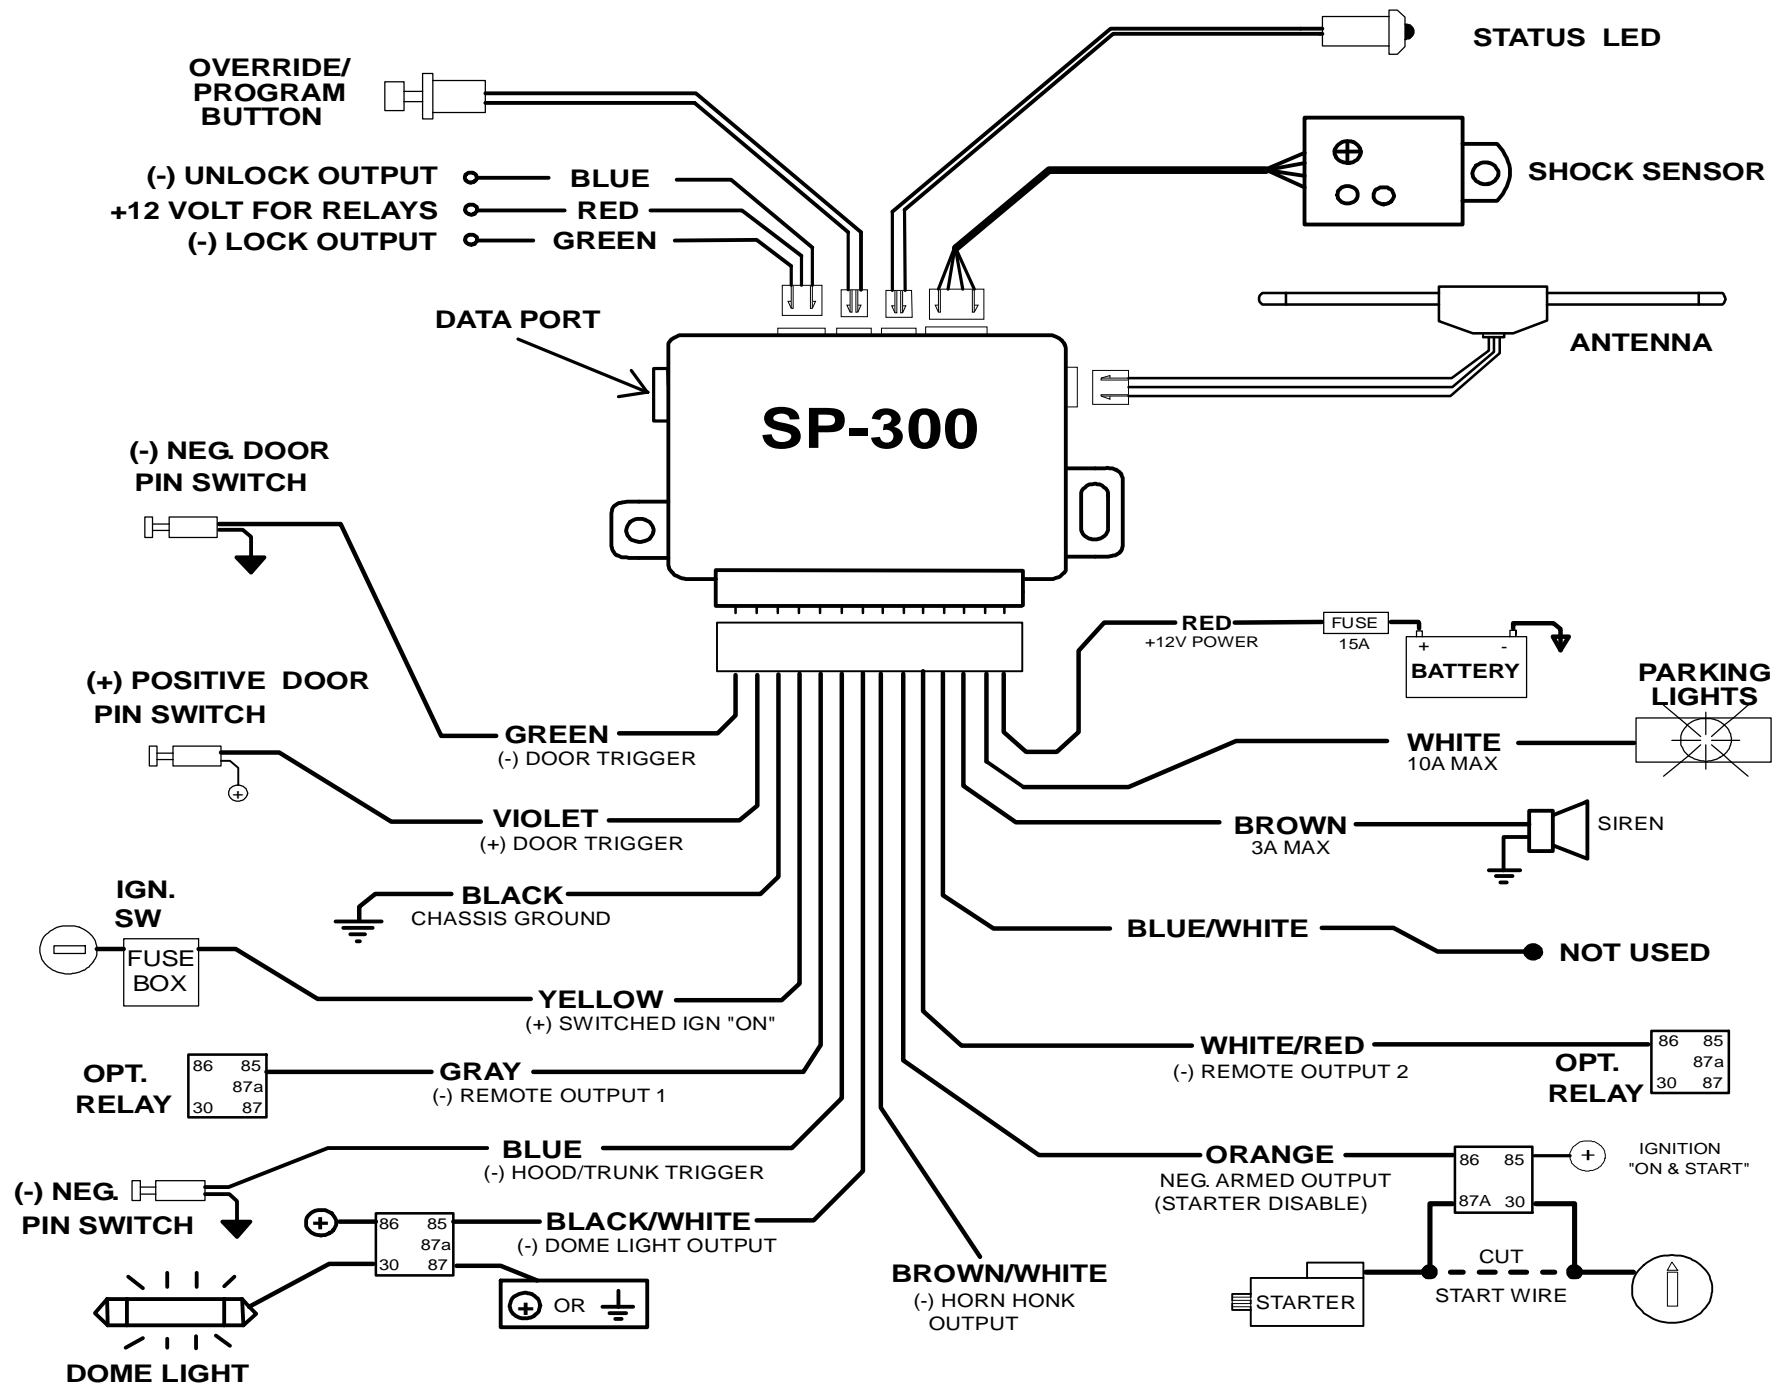 STATUS LED
OVERRIDE/
PROGRAM
BUTTON
(-) UNLOCK OUTPUT
BLUE
+12 VOLT FOR RELAYS
RED
(-) LOCK OUTPUT
GREEN
SHOCK SENSOR
DATA PORT
ANTENNA
SP-300
(-) NEG. DOOR
PIN SWITCH
GREEN
(-) DOOR TRIGGER
(+) POSITIVE DOOR
PIN SWITCH
VIOLET
(+) DOOR TRIGGER
BLACK
CHASSIS GROUND
IGN.
SW
FUSE
BOX
YELLOW
(+) SWITCHED IGN "ON"
OPT.
RELAY
86 85
87a
30 87
GRAY
(-) REMOTE OUTPUT 1
BLUE
(-) HOOD/TRUNK TRIGGER
(-) NEG.
PIN SWITCH
+
86 85
87a
30 87
BLACK/WHITE
(-) DOME LIGHT OUTPUT
+ OR
DOME LIGHT
BROWN/WHITE
(-) HORN HONK
OUTPUT
RED
+12V POWER
FUSE
15A
+ -
BATTERY
PARKING
LIGHTS
WHITE
10A MAX
BROWN
3A MAX
SIREN
BLUE/WHITE
NOT USED
WHITE/RED
(-) REMOTE OUTPUT 2
OPT.
RELAY
86 85
87a
30 87
ORANGE
NEG. ARMED OUTPUT
(STARTER DISABLE)
86 85
87A 30
+
IGNITION
"ON & START"
CUT
START WIRE
STARTER